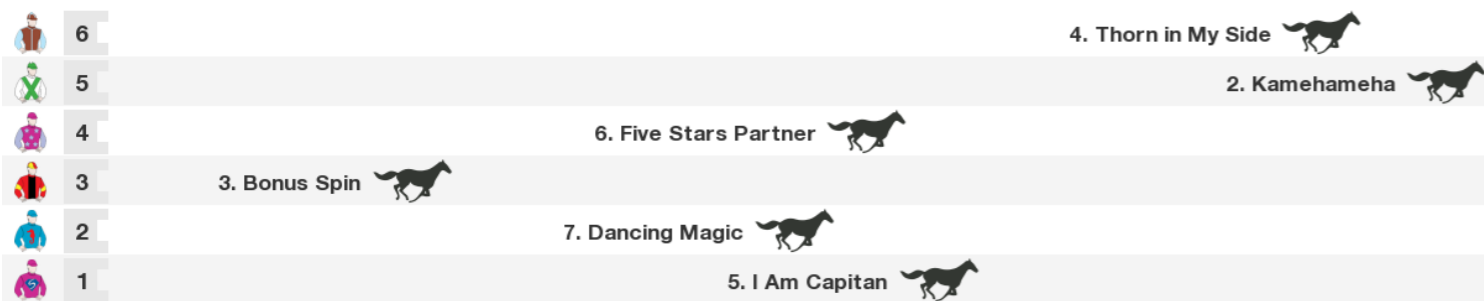 6 4. Thorn in My Side
5 2. Kamehameha
4 6. Five Stars Partner
3 3. Bonus Spin
2 7. Dancing Magic
1 5. I Am Capitan